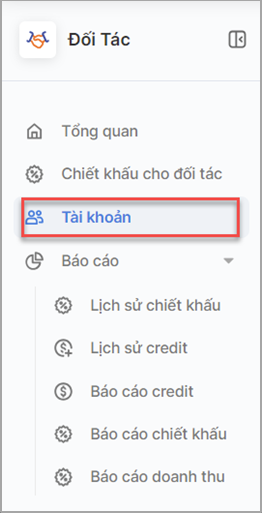 Đối Tác
Tổng quan
Chiết khấu cho đối tác
Tài khoản
Báo cáo
Lịch sử chiết khấu
Lịch sử credit
Báo cáo credit
Báo cáo chiết khấu
Báo cáo doanh thu